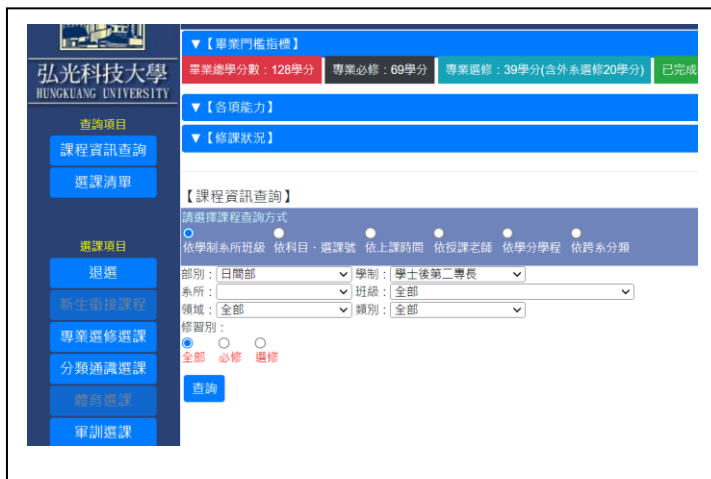 弘光科技大學
HUNGKUANG UNIVERSITY
查詢項目
課程資訊查詢
選課清單
選課項目
退選
新生銜接課程
專業選修選課
分類通識選課
體育選課
軍訓選課
▼【畢業門檻指標】
畢業總學分數：128學分 專業必修：69學分 專業選修：39學分(含外系選修20學分) 已完成
▼【各項能力】
▼【修課狀況】
【課程資訊查詢】
請選擇課程查詢方式
依學制系所班級 依科目、選課號 依上課時間 依授課老師 依學分學程 依跨系分類
部別：日間部 學制：學士後第二專長
系所： 班級：全部
領域：全部 類別：全部
修習別：
全部 必修 選修
查詢